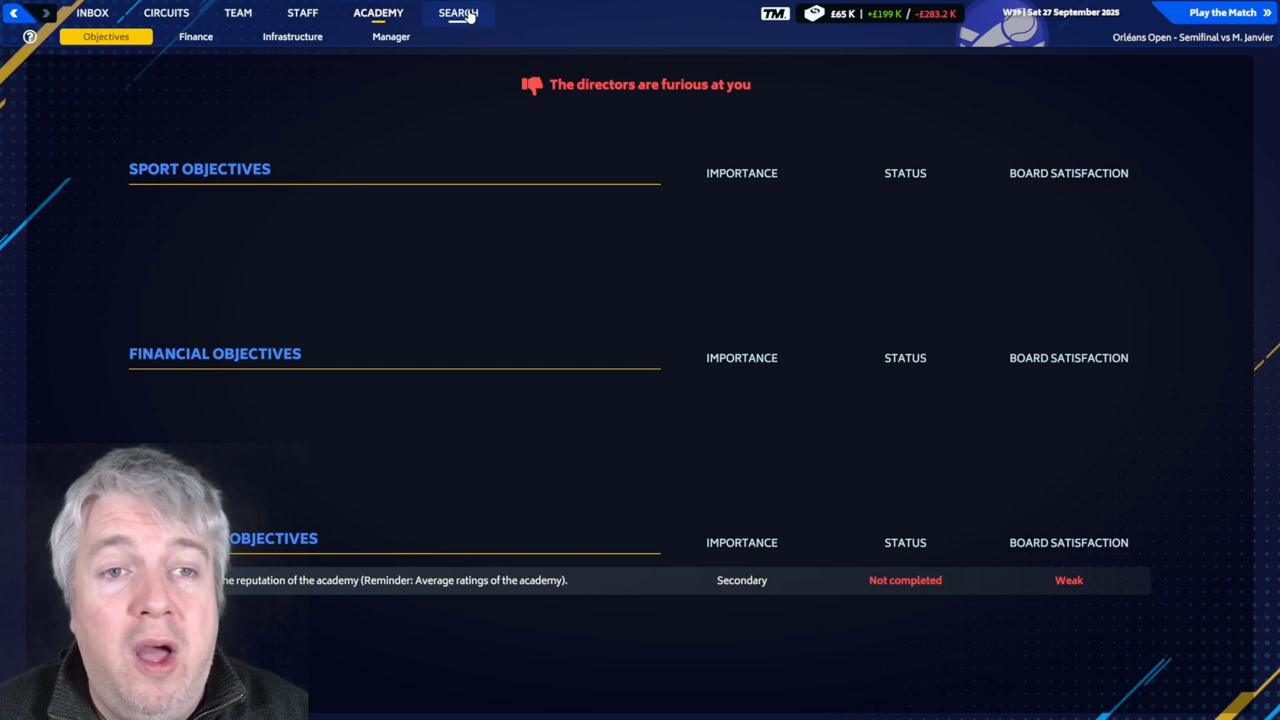 INBOX CIRCUITS TEAM STAFF ACADEMY SEARCH TM. £65 K | +£199 K / -£283.2 K W39 | Sat 27 September 2025 Play the Match
? Objectives Finance Infrastructure Manager Orléans Open - Semifinal vs M. Janvier
The directors are furious at you
SPORT OBJECTIVES IMPORTANCE STATUS BOARD SATISFACTION
FINANCIAL OBJECTIVES IMPORTANCE STATUS BOARD SATISFACTION
OBJECTIVES IMPORTANCE STATUS BOARD SATISFACTION
the reputation of the academy (Reminder: Average ratings of the academy). Secondary Not completed Weak